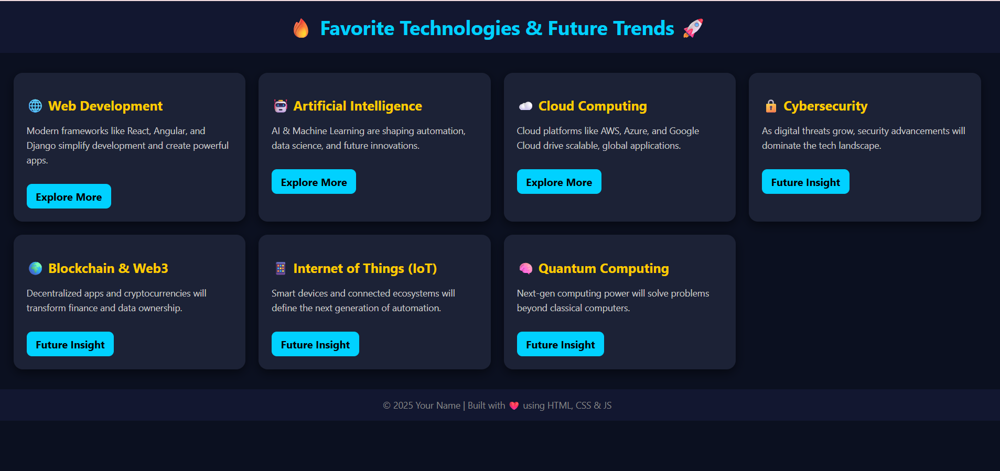 🔥 Favorite Technologies & Future Trends 🚀
🌐 Web Development
Modern frameworks like React, Angular, and
Django simplify development and create powerful
apps.
Explore More
🤖 Artificial Intelligence
AI & Machine Learning are shaping automation,
data science, and future innovations.
Explore More
☁️ Cloud Computing
Cloud platforms like AWS, Azure, and Google
Cloud drive scalable, global applications.
Explore More
🔒 Cybersecurity
As digital threats grow, security advancements will
dominate the tech landscape.
Future Insight
🌍 Blockchain & Web3
Decentralized apps and cryptocurrencies will
transform finance and data ownership.
Future Insight
📱 Internet of Things (IoT)
Smart devices and connected ecosystems will
define the next generation of automation.
Future Insight
🧠 Quantum Computing
Next-gen computing power will solve problems
beyond classical computers.
Future Insight
© 2025 Your Name | Built with ❤️ using HTML, CSS & JS